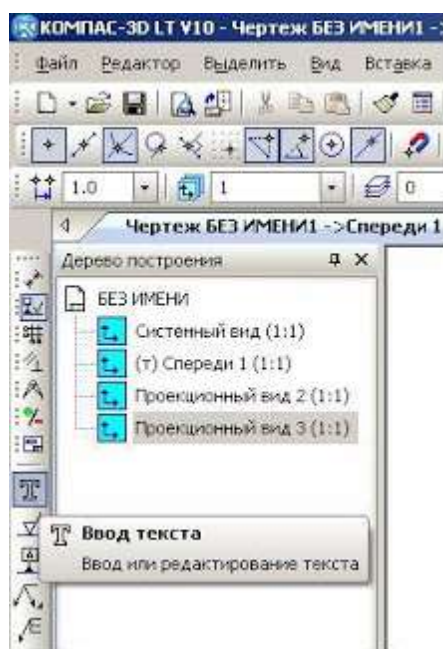 КОМПАС-3D LT V10 - Чертеж БЕЗ ИМЕНИ1 -
Файл Редактор Выделить Вид Вставка
1.0 1 0
Чертеж БЕЗ ИМЕНИ1 ->Спереди 1
Дерево построения
БЕЗ ИМЕНИ
Системный вид (1:1)
(т) Спереди 1 (1:1)
Проекционный вид 2 (1:1)
Проекционный вид 3 (1:1)
Ввод текста
Ввод или редактирование текста